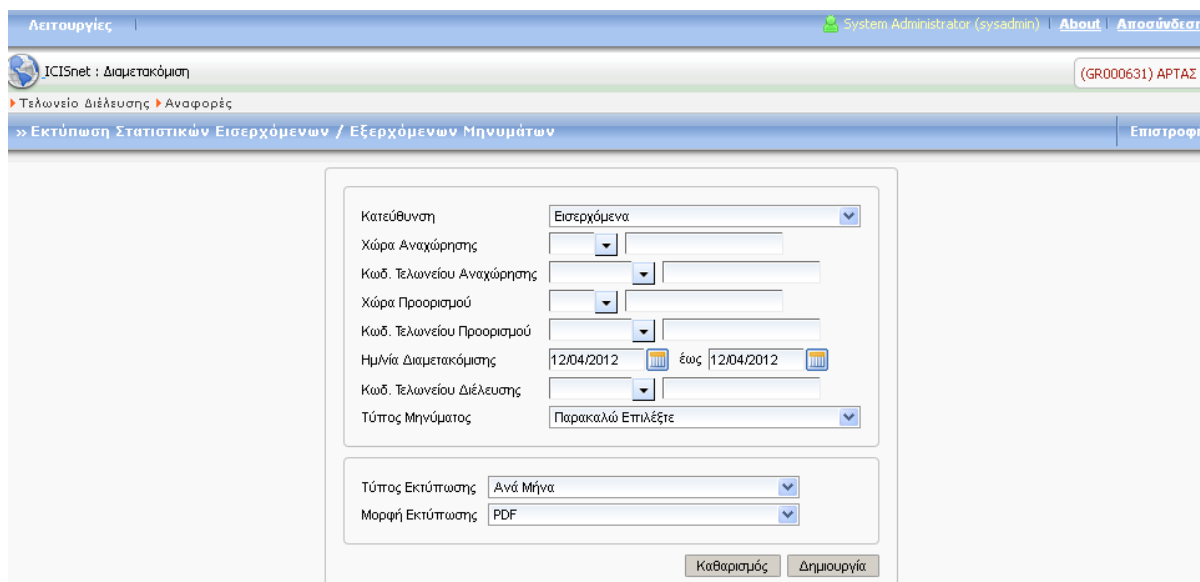 Λειτουργίες | System Administrator (sysadmin) | About | Αποσύνδεση
ICISnet : Διαμετακόμιση (GR000631) ΑΡΤΑΣ
Τελωνείο Διέλευσης Αναφορές
» Εκτύπωση Στατιστικών Εισερχόμενων / Εξερχόμενων Μηνυμάτων Επιστροφή
Κατεύθυνση Εισερχόμενα
Χώρα Αναχώρησης
Κωδ. Τελωνείου Αναχώρησης
Χώρα Προορισμού
Κωδ. Τελωνείου Προορισμού
Ημ/νία Διαμετακόμισης 12/04/2012 έως 12/04/2012
Κωδ. Τελωνείου Διέλευσης
Τύπος Μηνύματος Παρακαλώ Επιλέξτε
Τύπος Εκτύπωσης Ανά Μήνα
Μορφή Εκτύπωσης PDF
Καθαρισμός Δημιουργία